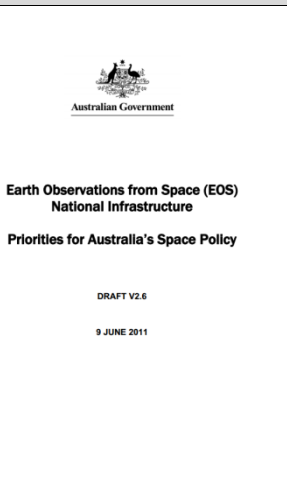 Australian Government
Earth Observations from Space (EOS)
National Infrastructure
Priorities for Australia's Space Policy
DRAFT V2.6
9 JUNE 2011